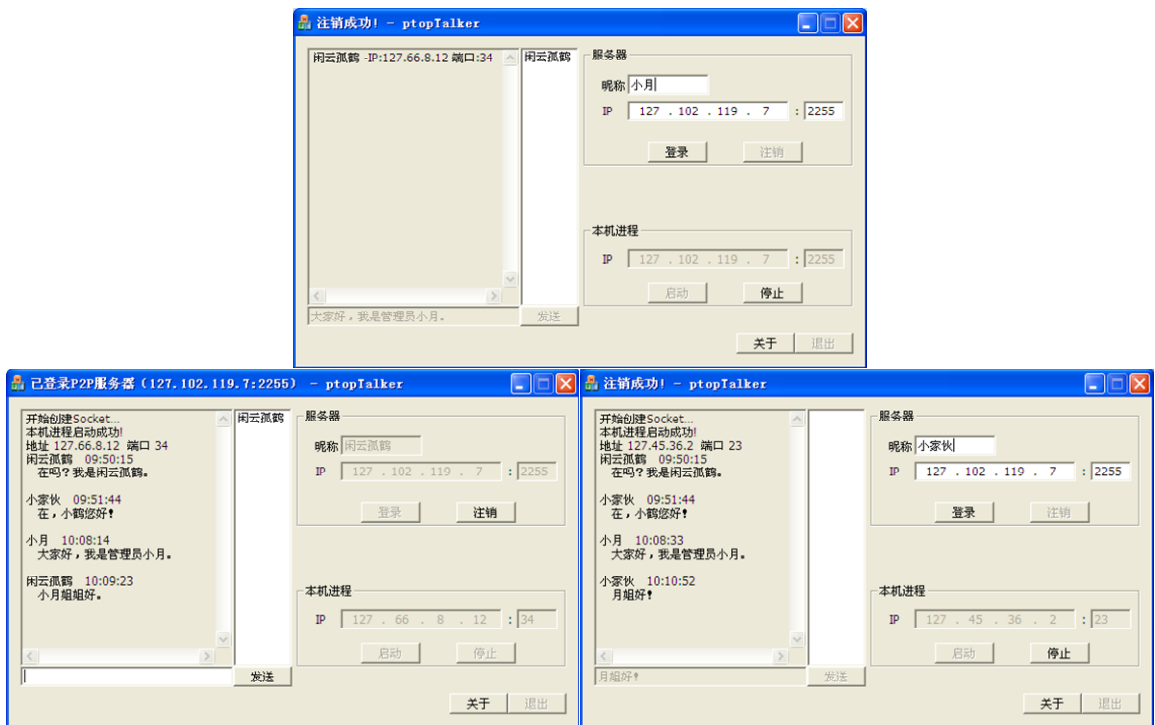 注销成功! - ptopTalker
闲云孤鹤 -IP:127.66.8.12 端口:34
闲云孤鹤
服务器
昵称 小月
IP 127 . 102 . 119 . 7 : 2255
登录 注销
本机进程
IP 127 . 102 . 119 . 7 : 2255
启动 停止
大家好，我是管理员小月。 发送
关于 退出
已登录P2P服务器（127.102.119.7:2255） - ptopTalker
开始创建Socket...
本机进程启动成功!
地址 127.66.8.12 端口 34
闲云孤鹤 09:50:15
在吗？我是闲云孤鹤。
小家伙 09:51:44
在，小鹤您好！
小月 10:08:14
大家好，我是管理员小月。
闲云孤鹤 10:09:23
小月姐姐好。
闲云孤鹤
服务器
昵称 闲云孤鹤
IP 127 . 102 . 119 . 7 : 2255
登录 注销
本机进程
IP 127 . 66 . 8 . 12 : 34
启动 停止
发送
关于 退出
注销成功! - ptopTalker
开始创建Socket...
本机进程启动成功!
地址 127.45.36.2 端口 23
闲云孤鹤 09:50:15
在吗？我是闲云孤鹤。
小家伙 09:51:44
在，小鹤您好！
小月 10:08:33
大家好，我是管理员小月。
小家伙 10:10:52
月姐好！
服务器
昵称 小家伙
IP 127 . 102 . 119 . 7 : 2255
登录 注销
本机进程
IP 127 . 45 . 36 . 2 : 23
启动 停止
月姐好！ 发送
关于 退出